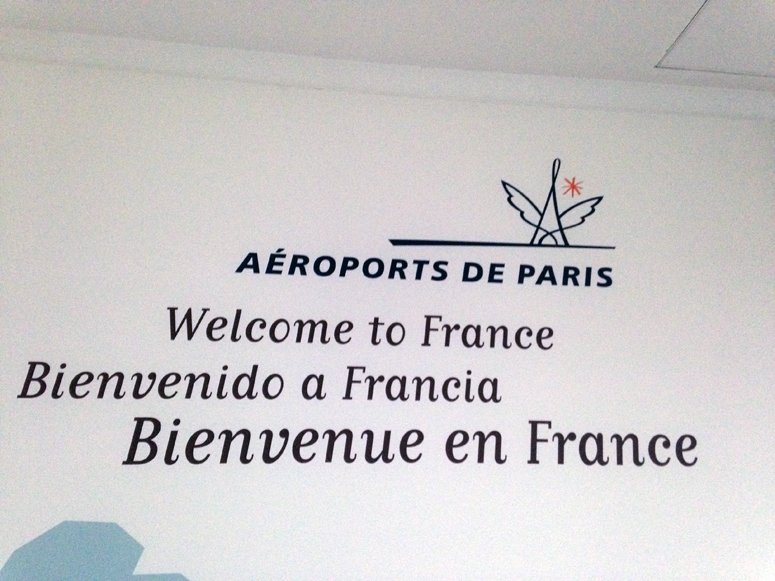 AÉROPORTS DE PARIS
Welcome to France
Bienvenido a Francia
Bienvenue en France